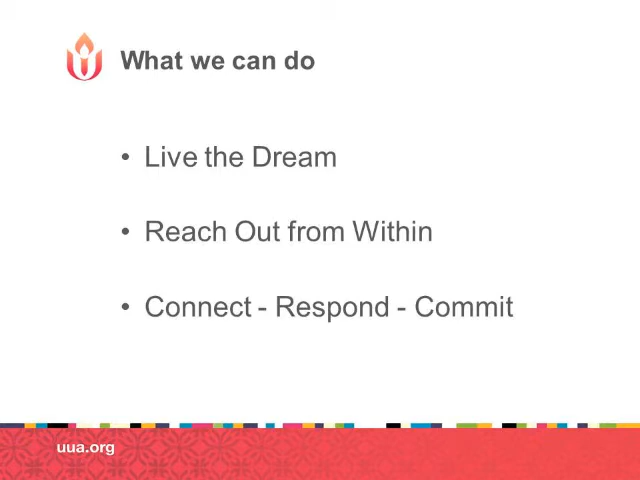 What we can do
• Live the Dream
• Reach Out from Within
• Connect - Respond - Commit
uua.org